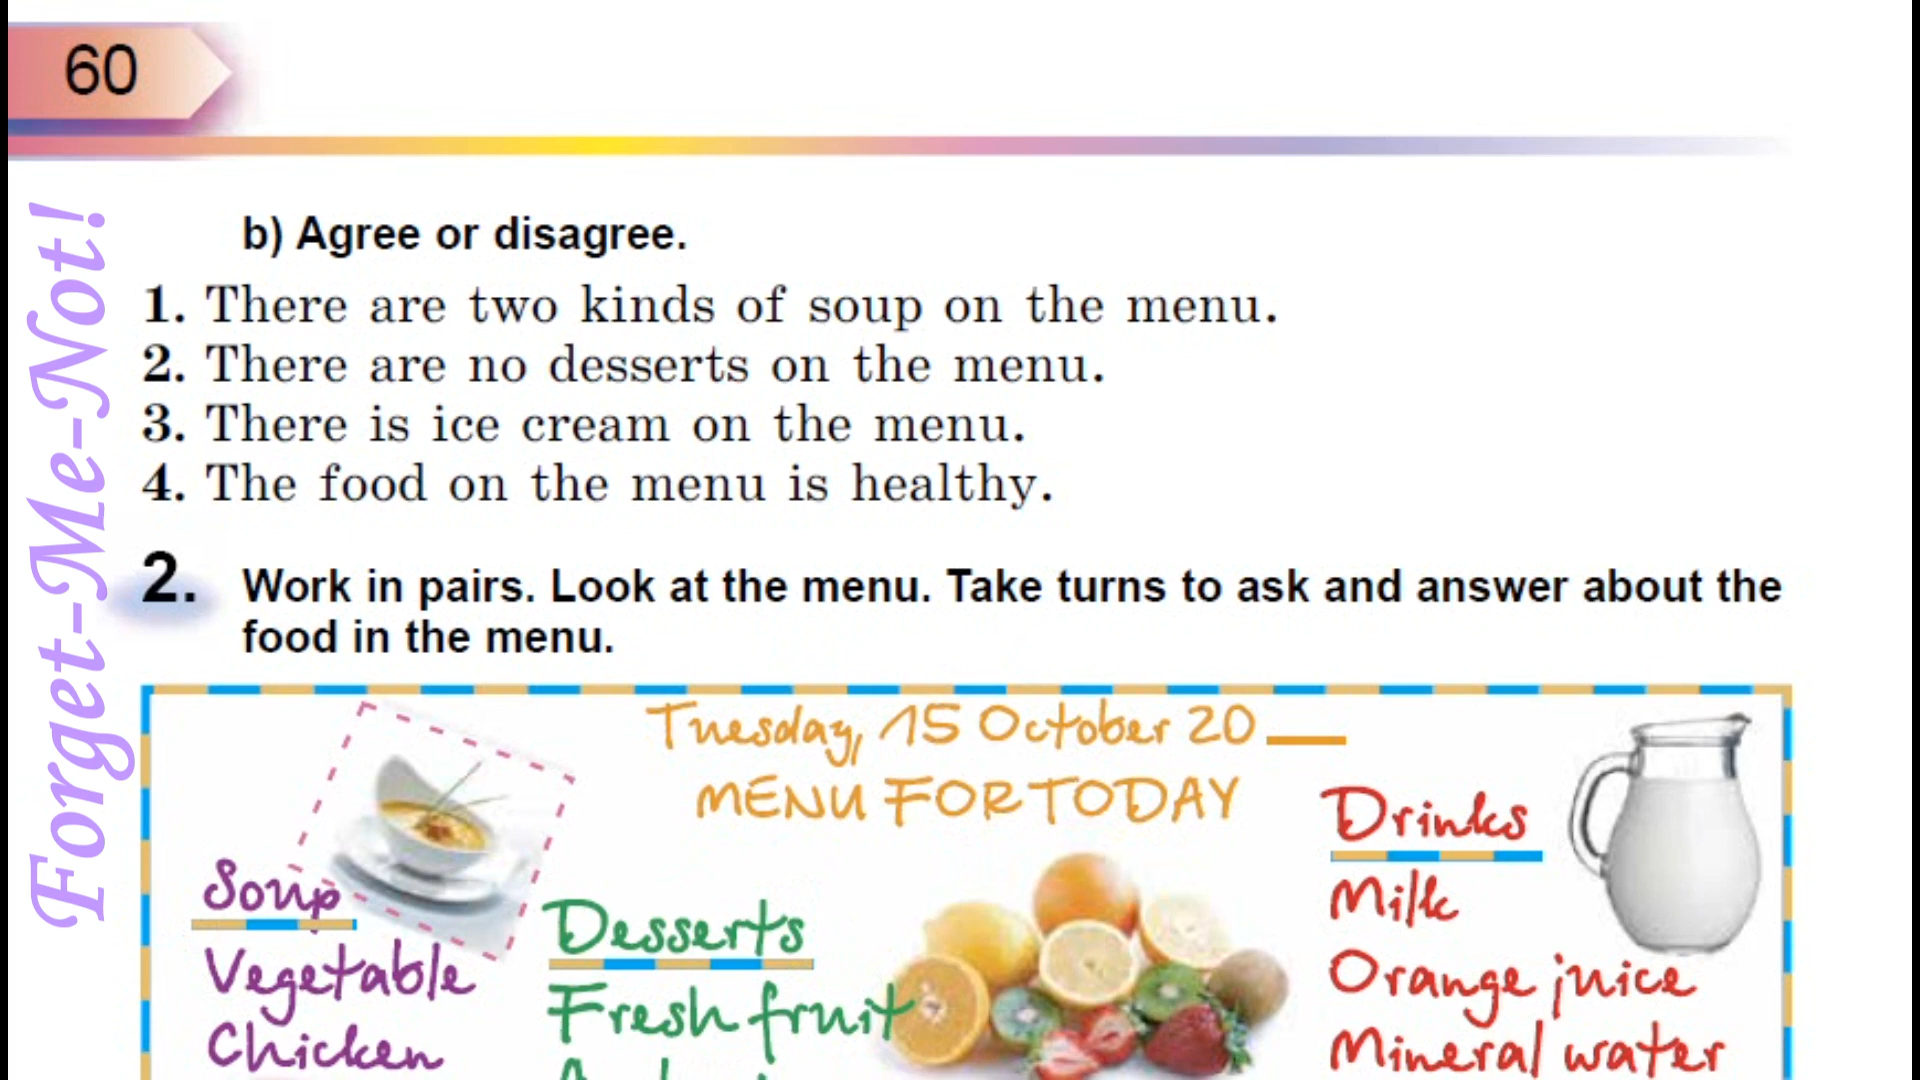 60
Forget-Me-Not!
b) Agree or disagree.
1. There are two kinds of soup on the menu.
2. There are no desserts on the menu.
3. There is ice cream on the menu.
4. The food on the menu is healthy.
2. Work in pairs. Look at the menu. Take turns to ask and answer about the
food in the menu.
Tuesday, 15 October 20 __
MENU FOR TODAY
Soup
Vegetable
Chicken
Desserts
Fresh fruit
Drinks
Milk
Orange juice
Mineral water